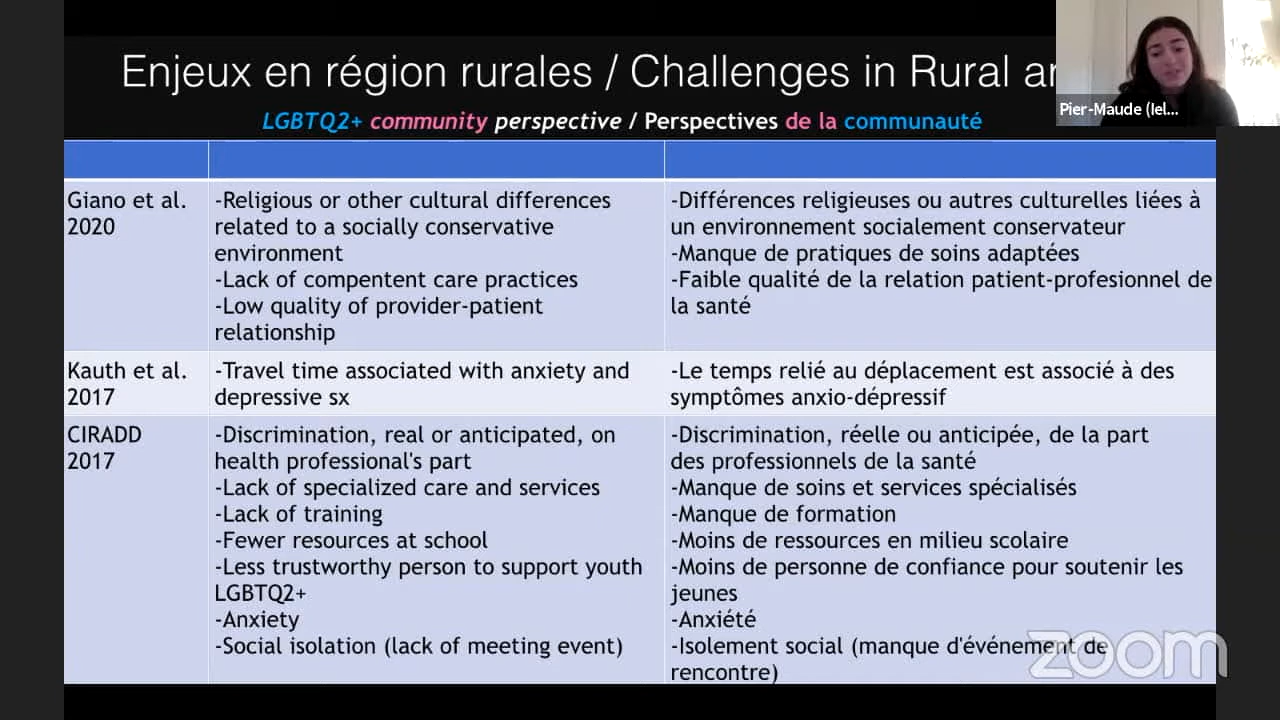 Enjeux en région rurales / Challenges in Rural
LGBTQ2+ community perspective / Perspectives de la communauté
Pier-Maude (Iel...
Giano et al.
2020
-Religious or other cultural differences
related to a socially conservative
environment
-Lack of compentent care practices
-Low quality of provider-patient
relationship
-Différences religieuses ou autres culturelles liées à
un environnement socialement conservateur
-Manque de pratiques de soins adaptées
-Faible qualité de la relation patient-profesionnel de
la santé
Kauth et al.
2017
-Travel time associated with anxiety and
depressive sx
-Le temps relié au déplacement est associé à des
symptômes anxio-dépressif
CIRADD
2017
-Discrimination, real or anticipated, on
health professional's part
-Lack of specialized care and services
-Lack of training
-Fewer resources at school
-Less trustworthy person to support youth
LGBTQ2+
-Anxiety
-Social isolation (lack of meeting event)
-Discrimination, réelle ou anticipée, de la part
des professionnels de la santé
-Manque de soins et services spécialisés
-Manque de formation
-Moins de ressources en milieu scolaire
-Moins de personne de confiance pour soutenir les
jeunes
-Anxiété
-Isolement social (manque d'événement de
rencontre)
zoom